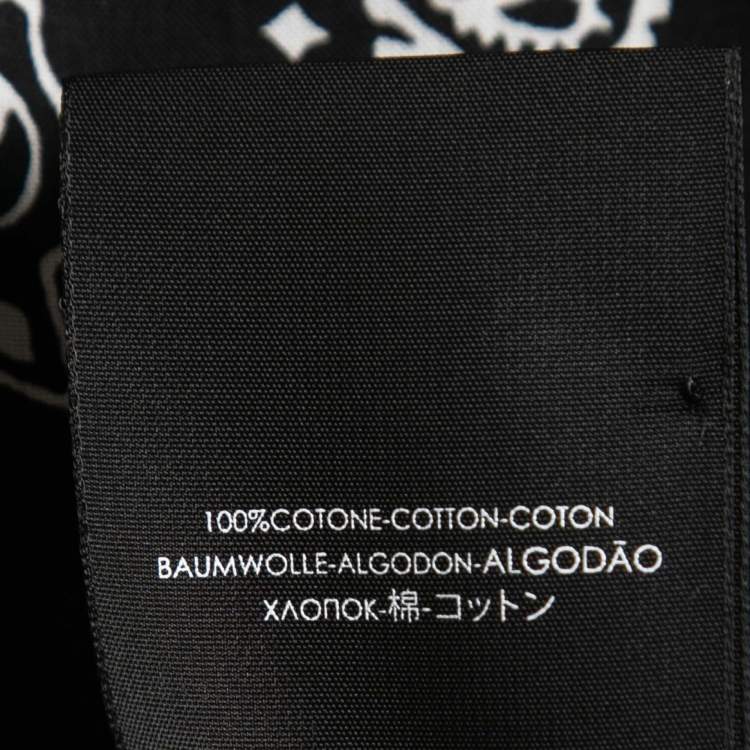 100%COTONE-COTTON-COTON
BAUMWOLLE-ALGODON-ALGODÃO
ХЛОПОК-棉-コットン